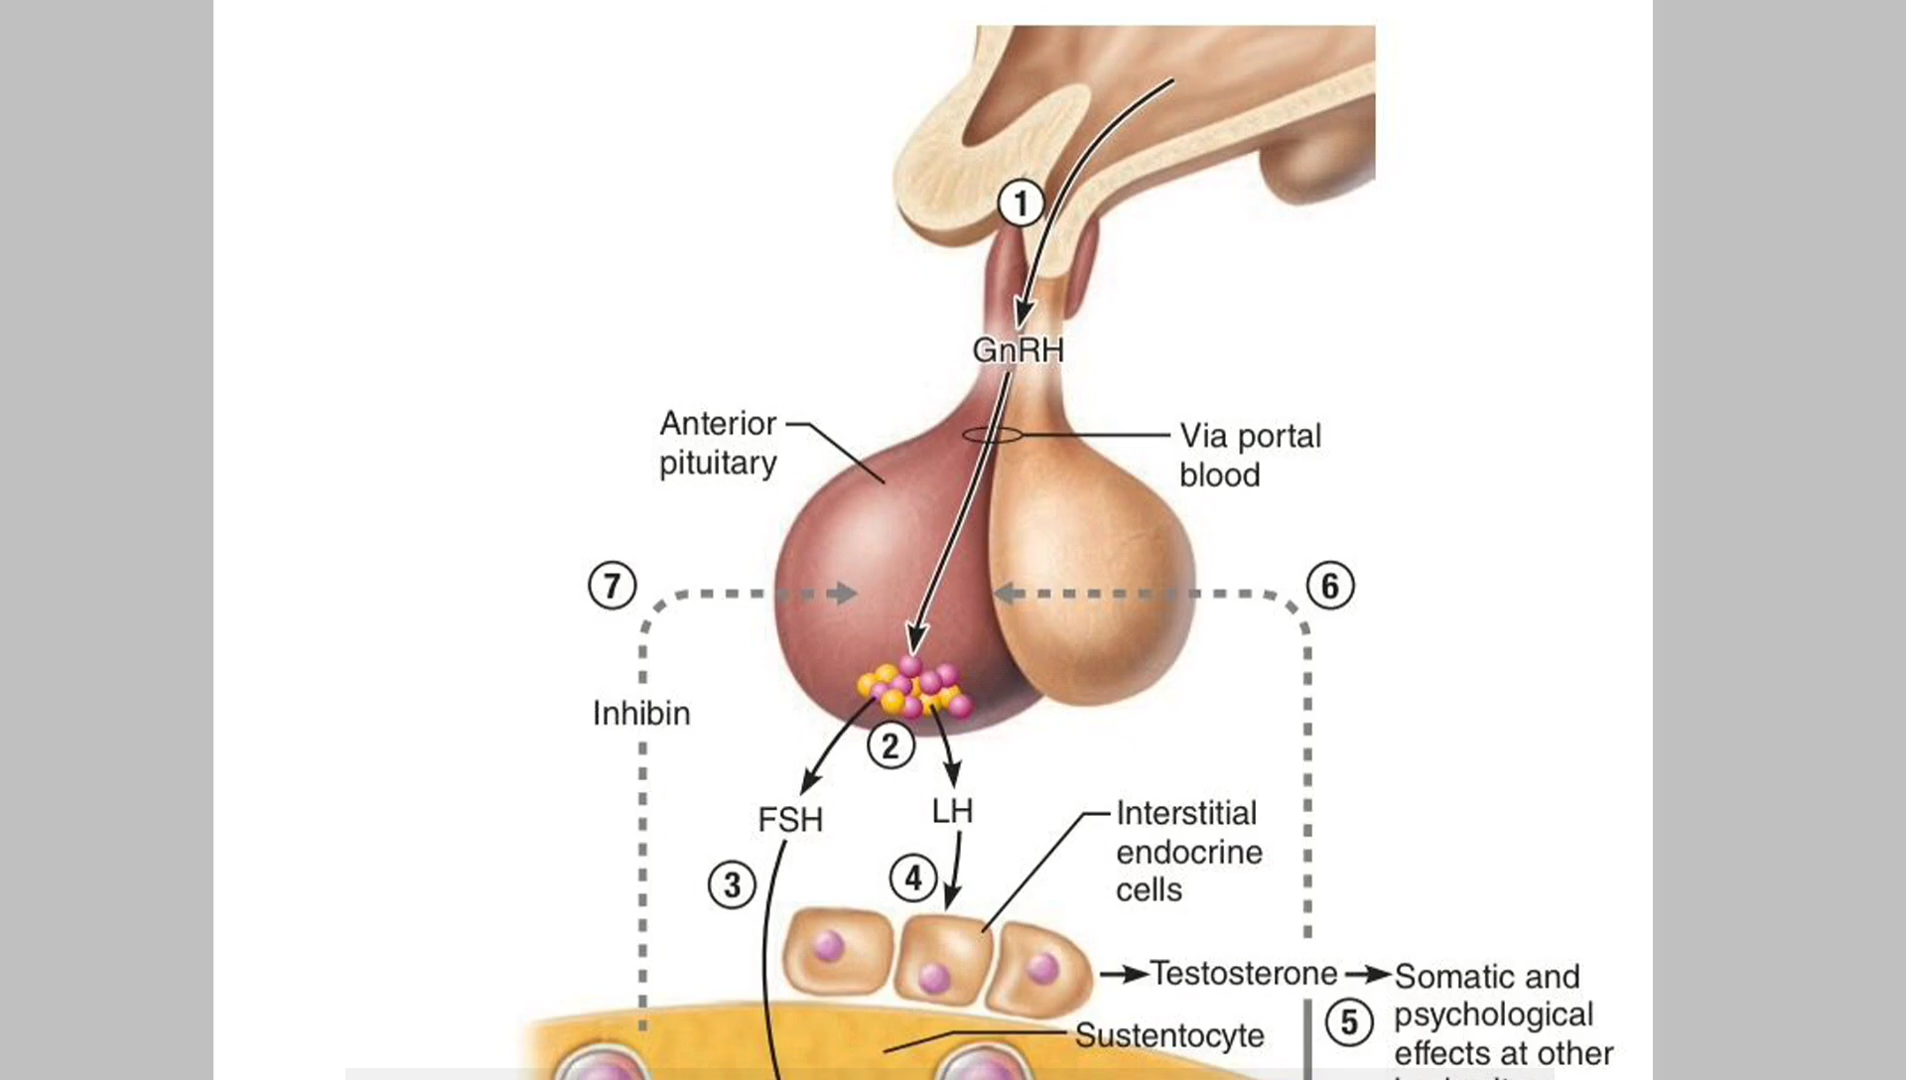 1
GnRH
Anterior
pituitary
Via portal
blood
7
6
Inhibin
2
FSH
LH
Interstitial
endocrine
cells
3
4
Testosterone
Somatic and
psychological
effects at other
5
Sustentocyte